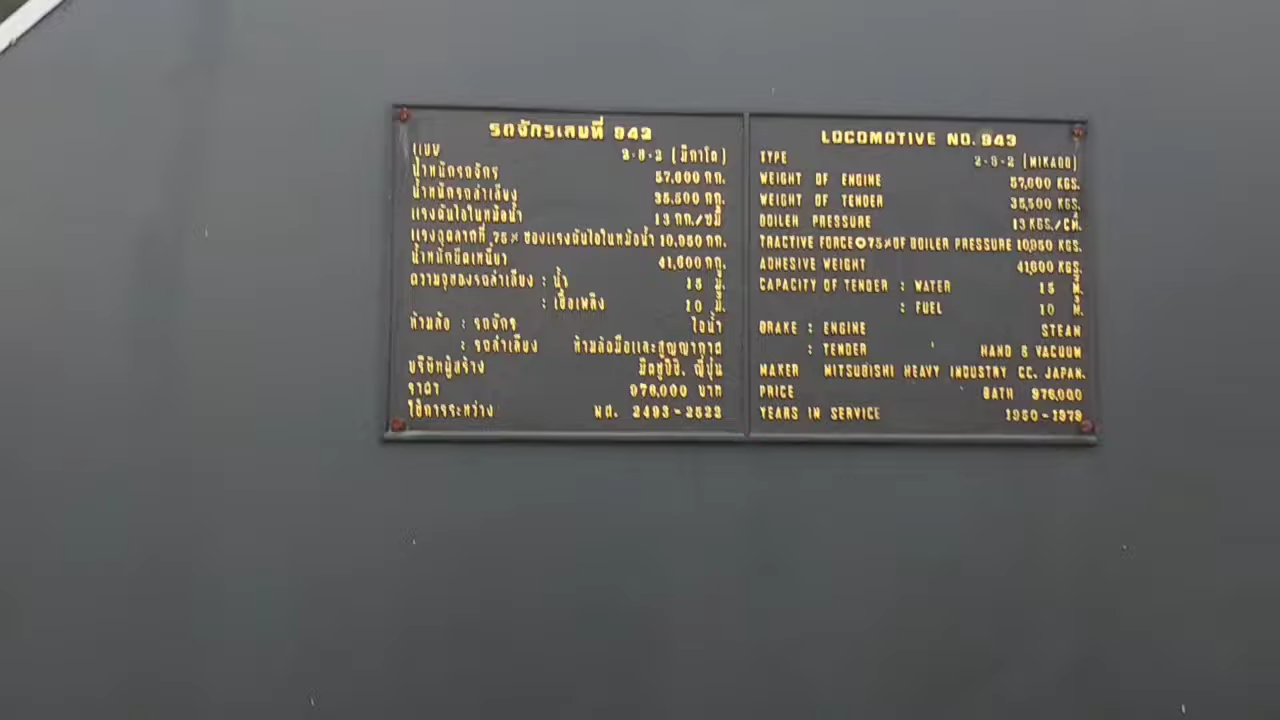 รถจักรเลขที่ 943
แบบ 2-8-2 (มิกาโด)
น้ำหนักรถจักร 57,000 กก.
น้ำหนักรถลำเลียง 35,500 กก.
แรงดันไอในหม้อน้ำ 13 กก./ซม²
แรงฉุดลากที่ 75% ของแรงดันไอในหม้อน้ำ 10,950 กก.
น้ำหนักยึดเหนี่ยว 41,600 กก.
ความจุของรถลำเลียง : น้ำ 15 ม³
: เชื้อเพลิง 10 ม³
ห้ามล้อ : รถจักร ไอน้ำ
: รถลำเลียง ห้ามล้อมือและสูญญากาศ
บริษัทผู้สร้าง มิตซูบิชิ. ญี่ปุ่น
ราคา 976,000 บาท
ใช้การระหว่าง พศ. 2493-2522
LOCOMOTIVE NO. 943
TYPE 2-8-2 (MIKADO)
WEIGHT OF ENGINE 57,000 KGS.
WEIGHT OF TENDER 35,500 KGS.
BOILER PRESSURE 13 KGS./CM².
TRACTIVE FORCE @ 75% OF BOILER PRESSURE 10,950 KGS.
ADHESIVE WEIGHT 41,600 KGS.
CAPACITY OF TENDER : WATER 15 M³.
: FUEL 10 M³.
BRAKE : ENGINE STEAM
: TENDER HAND & VACUUM
MAKER MITSUBISHI HEAVY INDUSTRY CO. JAPAN.
PRICE BATH 976,000
YEARS IN SERVICE 1950-1979